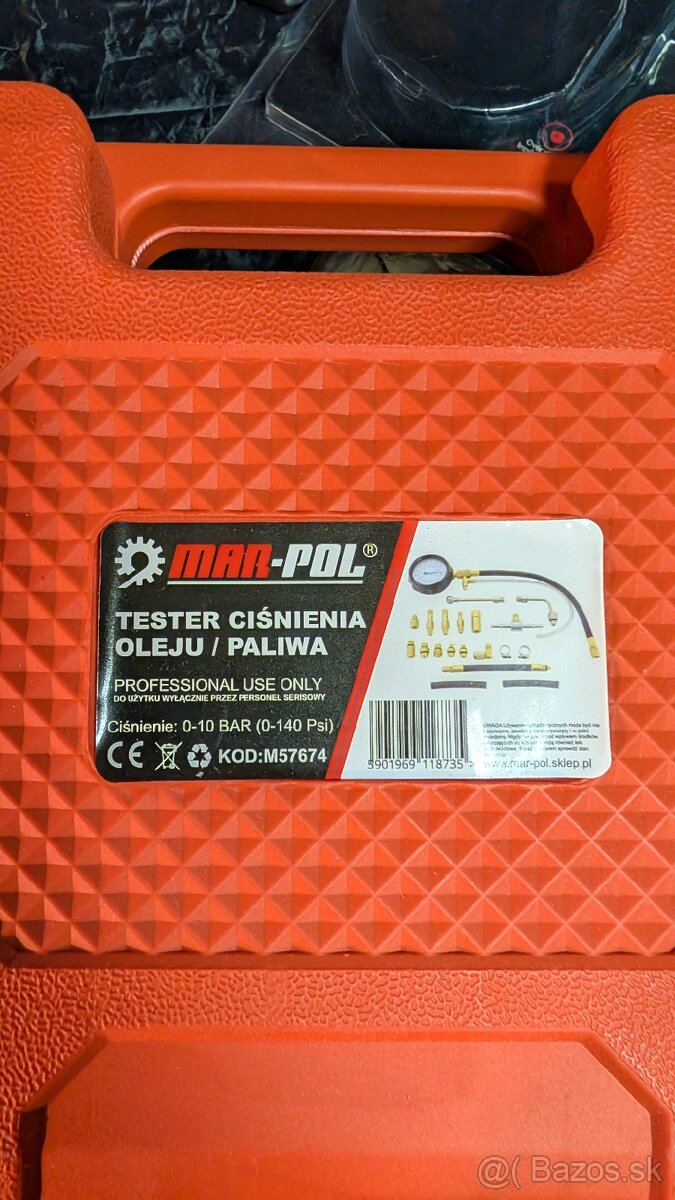 MAR-POL®
TESTER CIŚNIENIA
OLEJU / PALIWA
PROFESSIONAL USE ONLY
DO UŻYTKU WYŁĄCZNIE PRZEZ PERSONEL SERISOWY
Ciśnienie: 0-10 BAR (0-140 Psi)
CE KOD:M57674
5901969 118735 >
www.mar-pol.sklep.pl
@( Bazos.sk